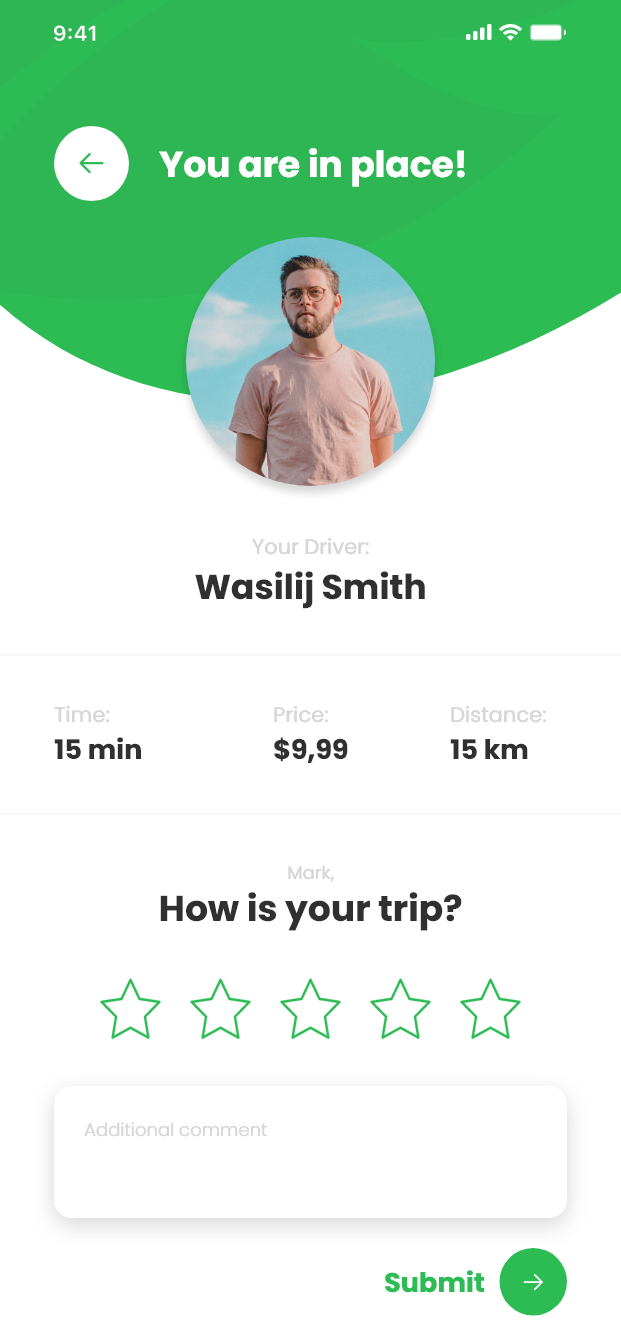 9:41
You are in place!
Your Driver:
Wasilij Smith
Time: Price: Distance:
15 min $9,99 15 km
Mark,
How is your trip?
Additional comment
Submit